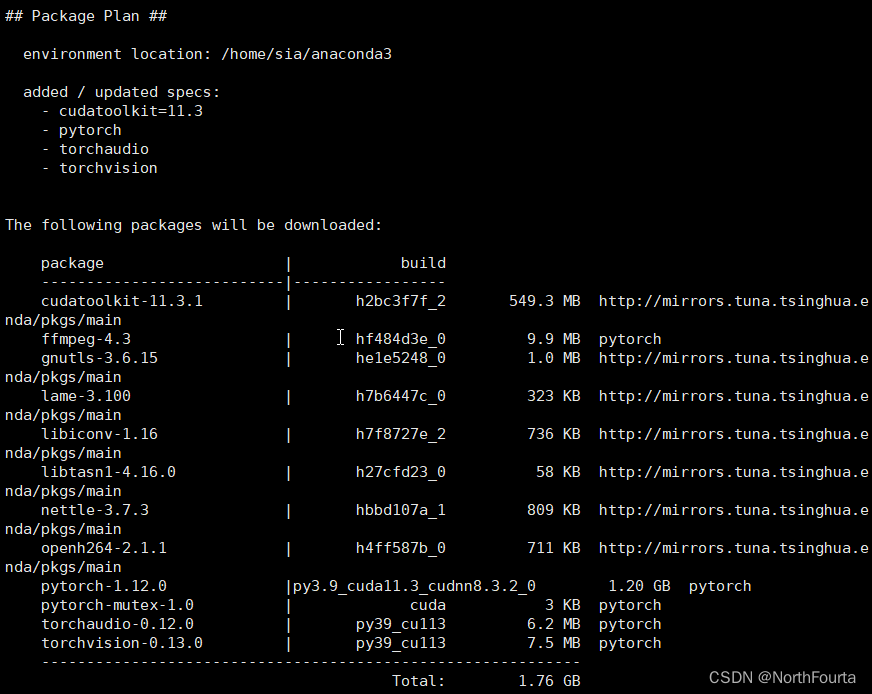 ## Package Plan ##
environment location: /home/sia/anaconda3
added / updated specs:
- cudatoolkit=11.3
- pytorch
- torchaudio
- torchvision
The following packages will be downloaded:
package | build
---------------------------|-----------------
cudatoolkit-11.3.1 | h2bc3f7f_2 549.3 MB http://mirrors.tuna.tsinghua.e
nda/pkgs/main
ffmpeg-4.3 | hf484d3e_0 9.9 MB pytorch
gnutls-3.6.15 | he1e5248_0 1.0 MB http://mirrors.tuna.tsinghua.e
nda/pkgs/main
lame-3.100 | h7b6447c_0 323 KB http://mirrors.tuna.tsinghua.e
nda/pkgs/main
libiconv-1.16 | h7f8727e_2 736 KB http://mirrors.tuna.tsinghua.e
nda/pkgs/main
libtasn1-4.16.0 | h27cfd23_0 58 KB http://mirrors.tuna.tsinghua.e
nda/pkgs/main
nettle-3.7.3 | hbbd107a_1 809 KB http://mirrors.tuna.tsinghua.e
nda/pkgs/main
openh264-2.1.1 | h4ff587b_0 711 KB http://mirrors.tuna.tsinghua.e
nda/pkgs/main
pytorch-1.12.0 |py3.9_cuda11.3_cudnn8.3.2_0 1.20 GB pytorch
pytorch-mutex-1.0 | cuda 3 KB pytorch
torchaudio-0.12.0 | py39_cu113 6.2 MB pytorch
torchvision-0.13.0 | py39_cu113 7.5 MB pytorch
------------------------------------------------------------
Total: 1.76 GB
CSDN @NorthFourta